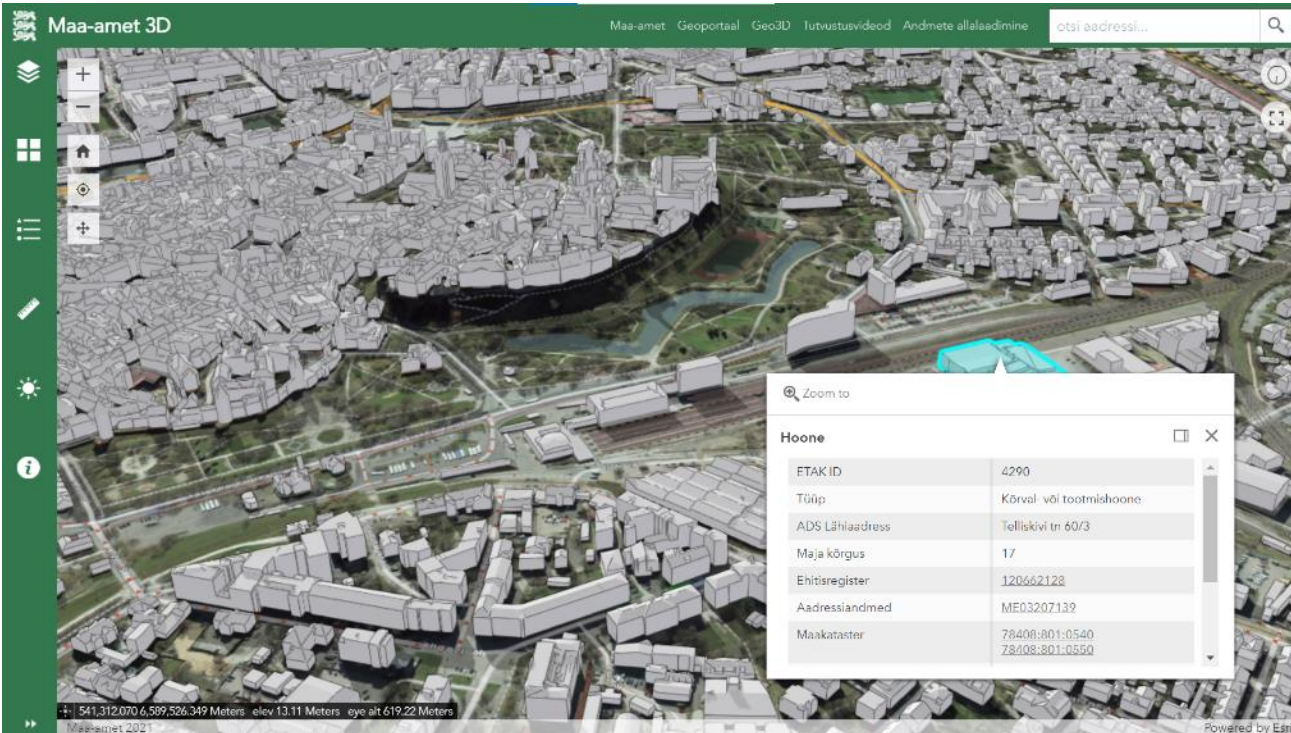 Maa-amet 3D
Maa-amet Geoportaal Geo3D Tutvustusvideod Andmete allalaadimine
otsi aadressi...
Zoom to
Hoone
ETAK ID 4290
Tüüp Kõrval- või tootmishoone
ADS Lähiaadress Telliskivi tn 60/3
Maja kõrgus 17
Ehitisregister 120662128
Aadressiandmed ME03207139
Maakataster 78408:801:0540
78408:801:0550
541,312.070 6,589,526.349 Meters elev 13.11 Meters eye alt 619.22 Meters
Maa-amet 2021
Powered by Esri